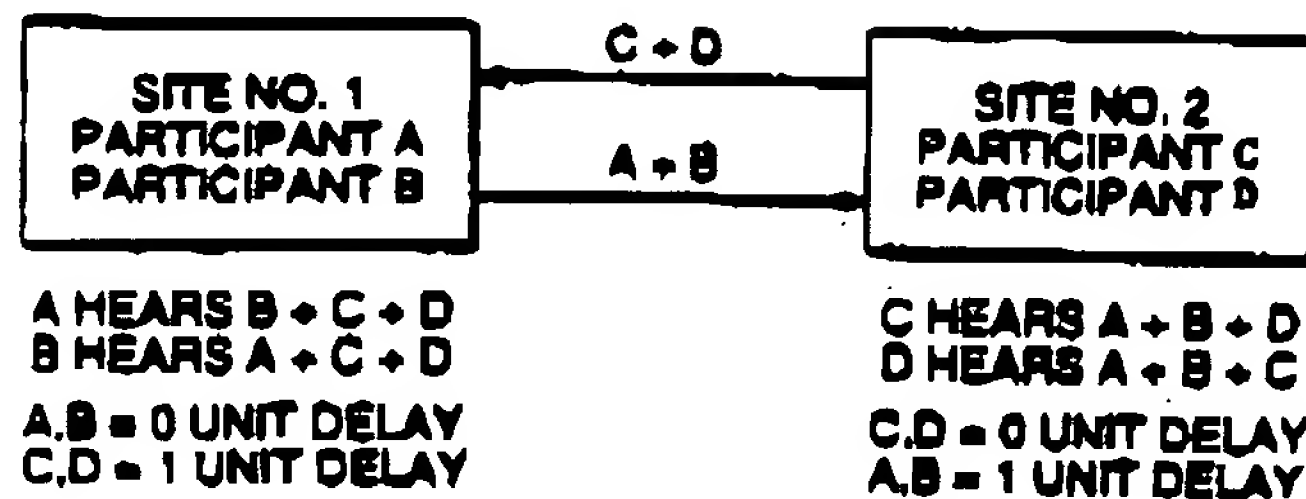 SITE NO. 1
PARTICIPANT A
PARTICIPANT B
C + D
A + B
SITE NO. 2
PARTICIPANT C
PARTICIPANT D
A HEARS B + C + D
B HEARS A + C + D
A,B = 0 UNIT DELAY
C,D = 1 UNIT DELAY
C HEARS A + B + D
D HEARS A + B + C
C,D = 0 UNIT DELAY
A,B = 1 UNIT DELAY